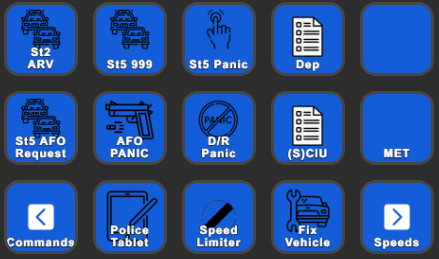 St2
ARV
St5 999
St5 Panic
Dep
St5 AFO
Request
AFO
PANIC
PANIC
D/R
Panic
(S)CIU
MET
Commands
Police
Tablet
Speed
Limiter
Fix
Vehicle
Speeds